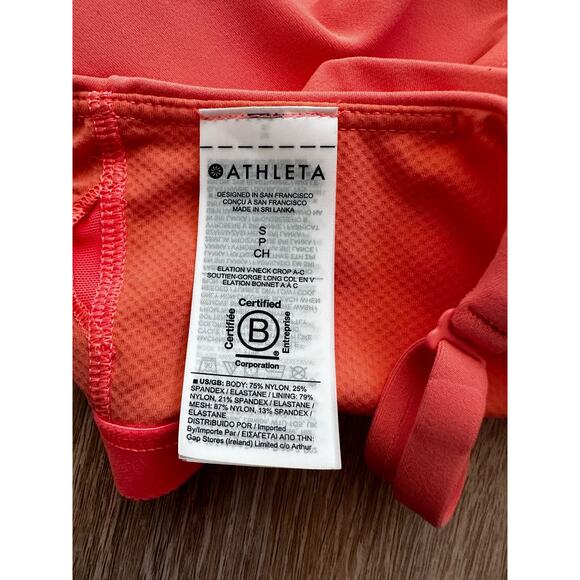 ATHLETA
DESIGNED IN SAN FRANCISCO
CONÇU À SAN FRANCISCO
MADE IN SRI LANKA
S
P
CH
ELATION V-NECK CROP A-C
SOUTIEN-GORGE LONG COL EN V
ELATION BONNET A À C
Certified
Certifiée
B
Entreprise
®
Corporation
■ US/GB: BODY: 75% NYLON, 25%
SPANDEX / ELASTANE / LINING: 79%
NYLON, 21% SPANDEX / ELASTANE /
MESH: 87% NYLON, 13% SPANDEX /
ELASTANE
DISTRIBUIDO POR / Imported
By/Importe Par / ΕΙΣΑΓΕΤΑΙ ΑΠΟ ΤΗΝ:
Gap Stores (Ireland) Limited c/o Arthur